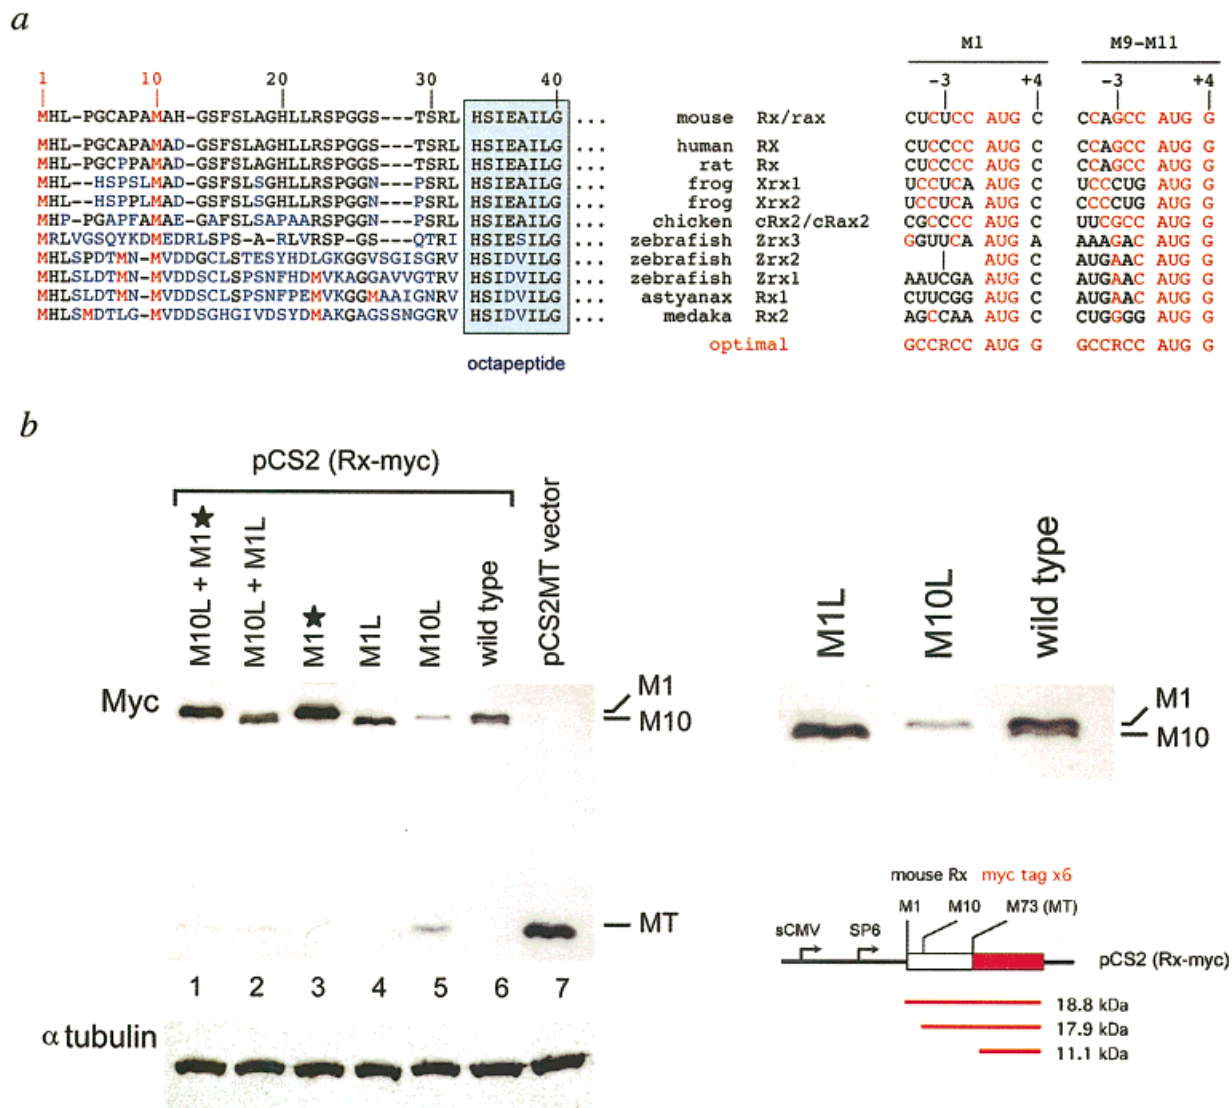 a
M1 M9-M11
1 10 20 30 40 -3 +4 -3 +4
MHL-PGCAPAMAH-GSFSLAGHLLRSPGGS---TSRL HSIEAILG ... mouse Rx/rax CUCUCC AUG C CCAGCC AUG G
MHL-PGCAPAMAD-GSFSLAGHLLRSPGGS---TSRL HSIEAILG ... human RX CUCCCC AUG C CCAGCC AUG G
MHL-PGCPPAMAD-GSFSLAGHLLRSPGGS---TSRL HSIEAILG ... rat Rx CUCCCC AUG C CCAGCC AUG G
MHL--HSPSLMAD-GSFSLSGHLLRSPGGN---PSRL HSIEAILG ... frog Xrx1 UCCUCA AUG C UCCCUG AUG G
MHL--HSPPLMAD-GSFSLSGHLLRSPGGN---PSRL HSIEAILG ... frog Xrx2 UCCUCA AUG C CCCCUG AUG G
MHP-PGAPFAMAE-GAFSLAPAARSPGGN---PSRL HSIEAILG ... chicken cRx2/cRax2 CGCCCC AUG C UUCGCC AUG G
MRLVGSQYKDMEDRLSPS-A-RLVRSP-GS---QTRI HSIESILG ... zebrafish Zrx3 GGUUCA AUG A AAAGAC AUG G
MHLSPDTMN-MVDDGCLSTESYHDLGKGGVSGISGRV HSIDVILG ... zebrafish Zrx2 AUG C AUGAAC AUG G
MHLSLDTMN-MVDDSCLSPSNFHDMVKAGGAVVGTRV HSIDVILG ... zebrafish Zrx1 AAUCGA AUG C AUGAAC AUG G
MHLSLDTMN-MVDDSCLSPSNFPEMVKGGMAAIGNRV HSIDVILG ... astyanax Rx1 CUUCGG AUG C AUGAAC AUG G
MHLSMDTLG-MVDDSGHGIVDSYDMAKGAGSSNGGRV HSIDVILG ... medaka Rx2 AGCCAA AUG C CUGGGG AUG G
optimal GCCRCC AUG G GCCRCC AUG G
octapeptide
b
pCS2 (Rx-myc)
M10L + M1★
M10L + M1L
M1★
M1L
M10L
wild type
pCS2MT vector
Myc
M1
M10
MT
1 2 3 4 5 6 7
α tubulin
M1L
M10L
wild type
M1
M10
mouse Rx myc tag x6
M1 M10 M73 (MT)
sCMV SP6
pCS2 (Rx-myc)
18.8 kDa
17.9 kDa
11.1 kDa